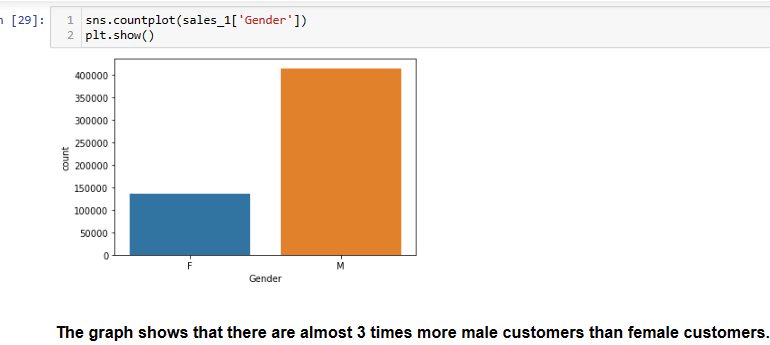 [29]:
1 sns.countplot(sales_1['Gender'])
2 plt.show()
400000
350000
300000
250000
200000
150000
100000
50000
0
count
F M
Gender
The graph shows that there are almost 3 times more male customers than female customers.